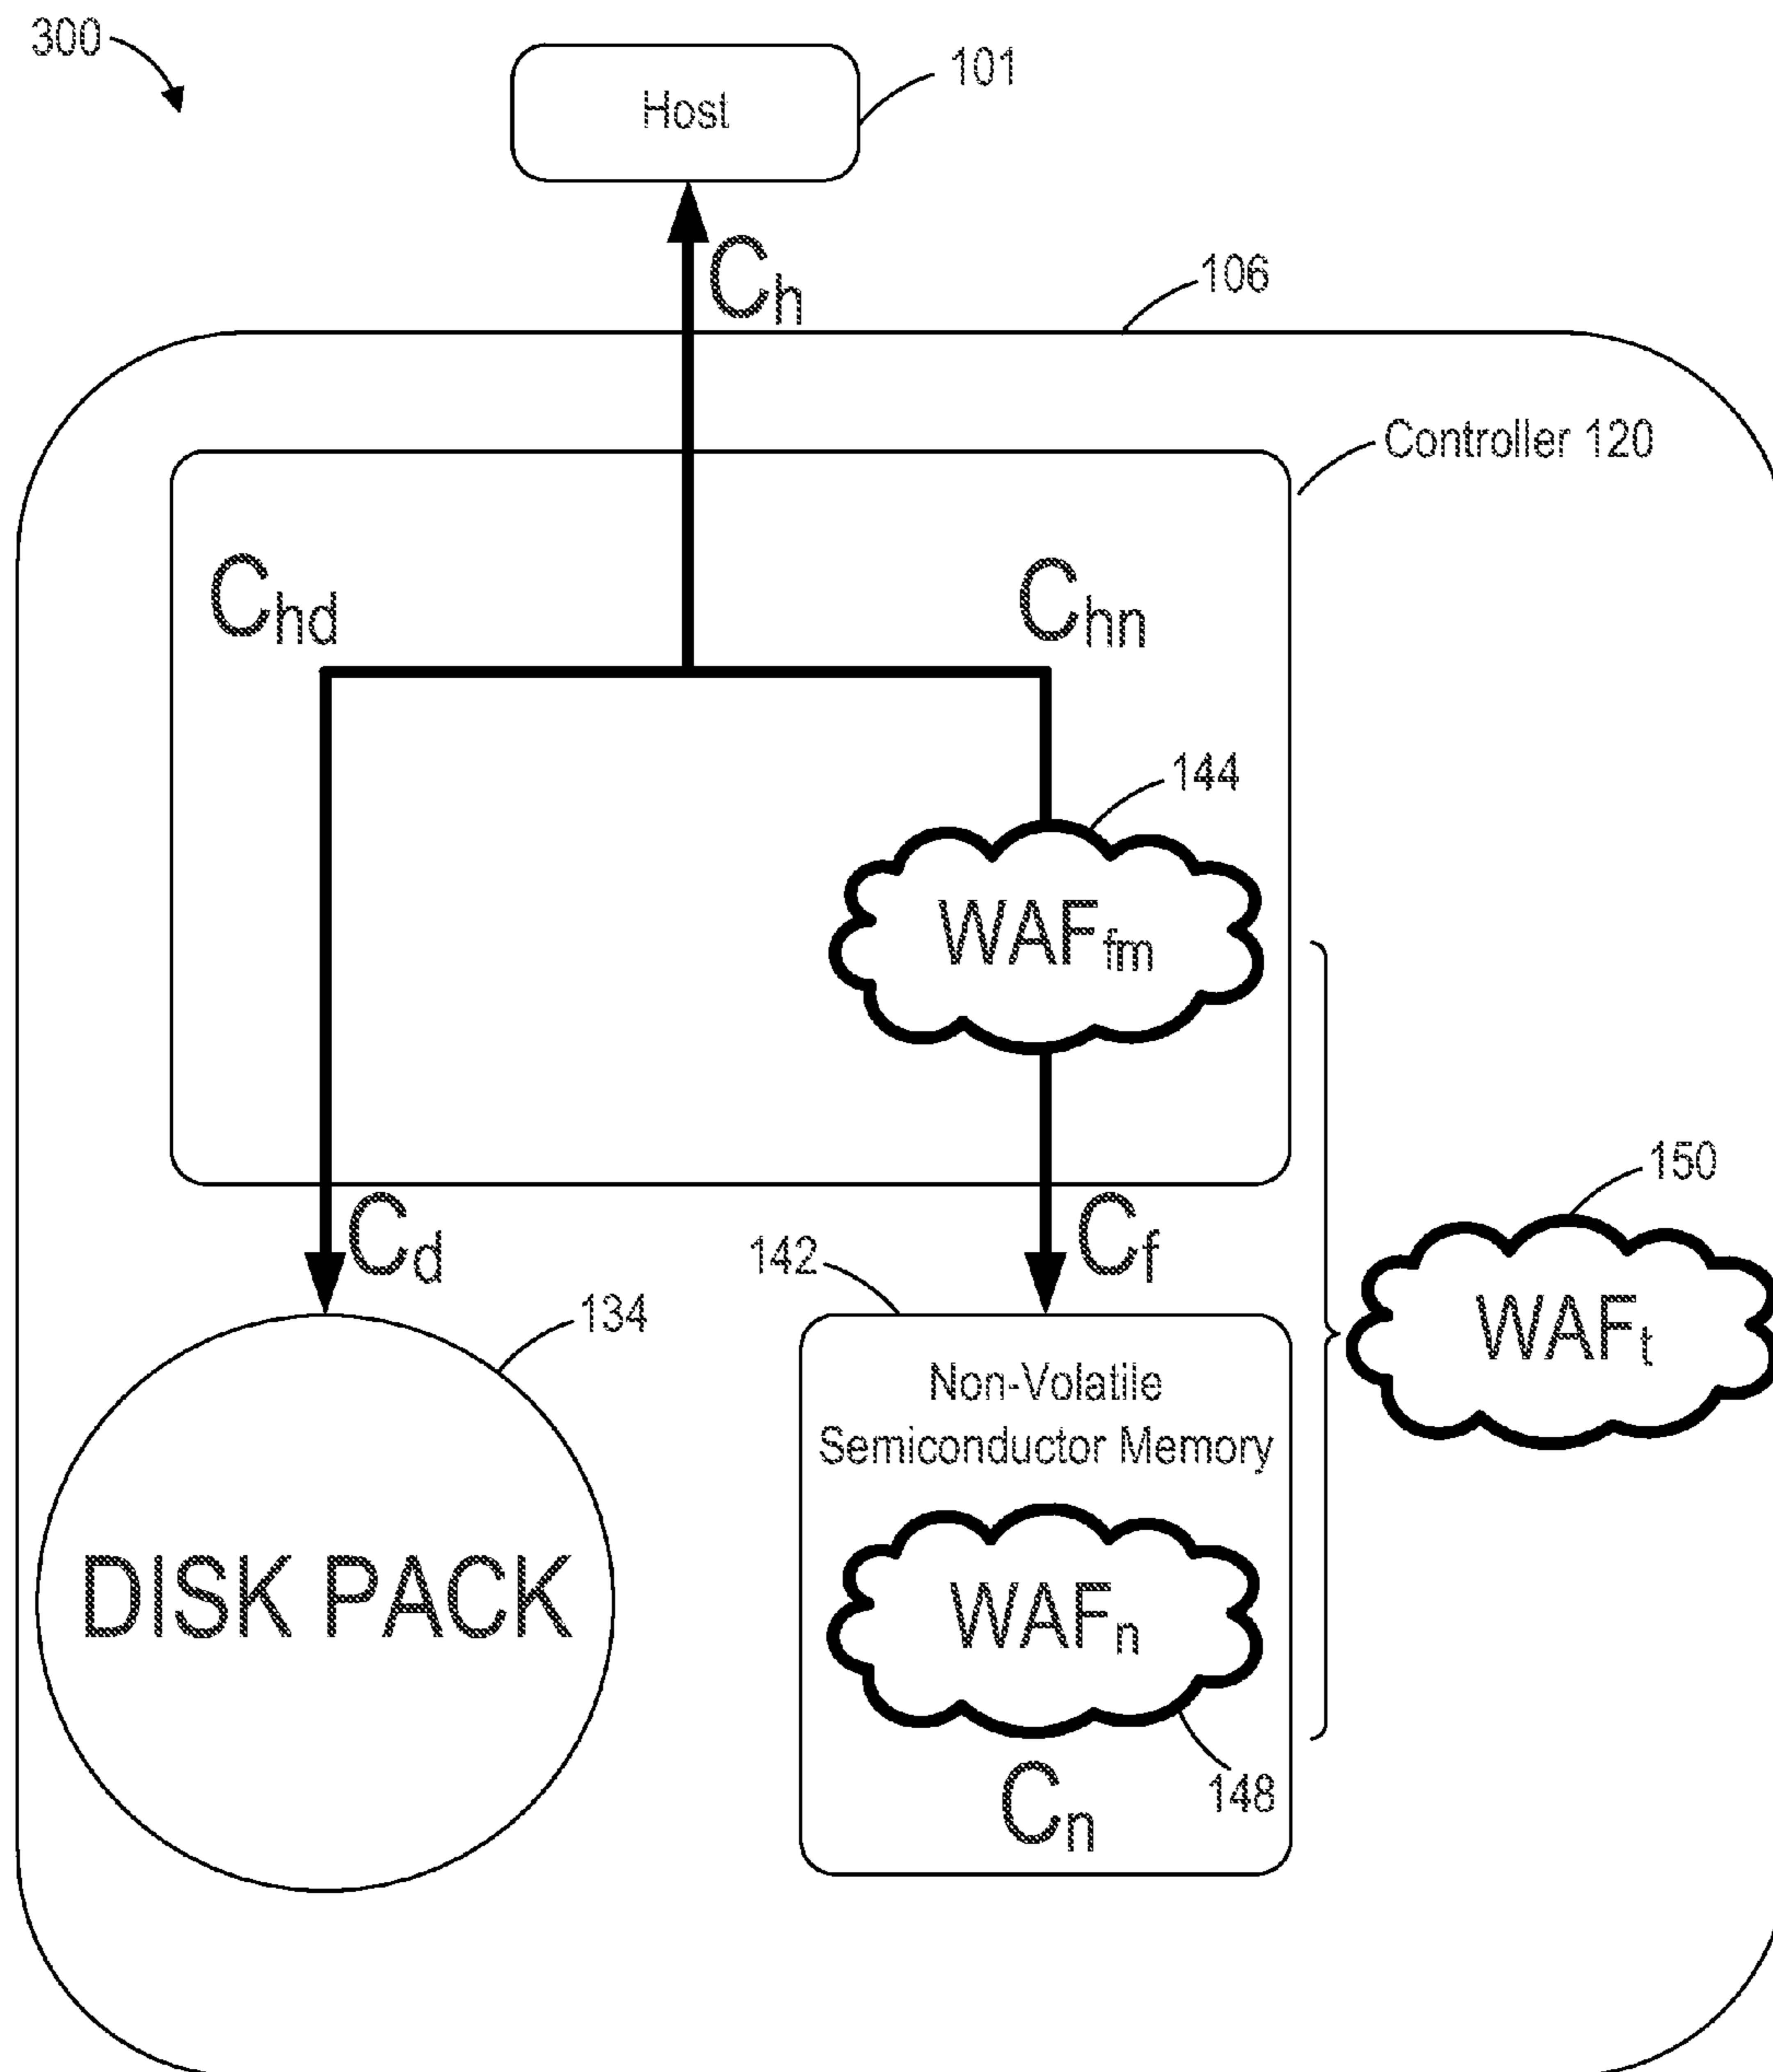 300
Host
101
Ch
106
Controller 120
Chd
Chn
144
WAFfm
150
Cd
142
Cf
134
WAFt
Non-Volatile
Semiconductor Memory
DISK PACK
WAFn
148
Cn